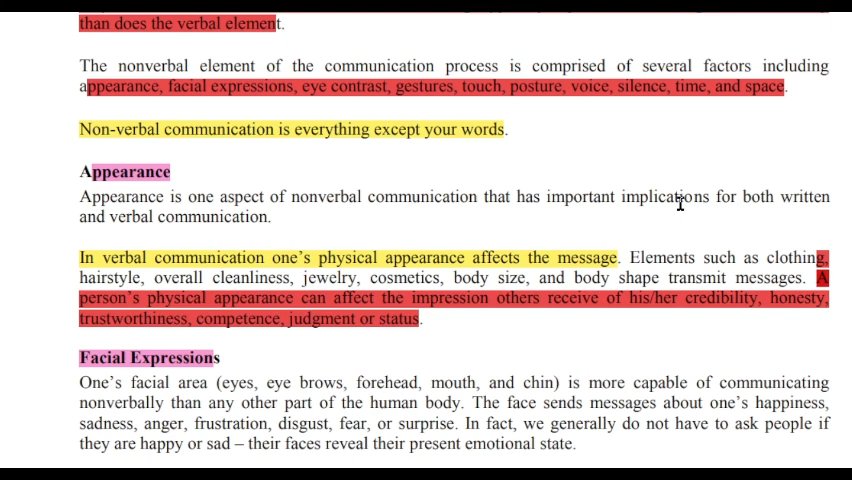 than does the verbal element.
The nonverbal element of the communication process is comprised of several factors including
appearance, facial expressions, eye contrast, gestures, touch, posture, voice, silence, time, and space.
Non-verbal communication is everything except your words.
Appearance
Appearance is one aspect of nonverbal communication that has important implications for both written
and verbal communication.
In verbal communication one’s physical appearance affects the message. Elements such as clothing,
hairstyle, overall cleanliness, jewelry, cosmetics, body size, and body shape transmit messages. A
person’s physical appearance can affect the impression others receive of his/her credibility, honesty,
trustworthiness, competence, judgment or status.
Facial Expressions
One’s facial area (eyes, eye brows, forehead, mouth, and chin) is more capable of communicating
nonverbally than any other part of the human body. The face sends messages about one’s happiness,
sadness, anger, frustration, disgust, fear, or surprise. In fact, we generally do not have to ask people if
they are happy or sad – their faces reveal their present emotional state.